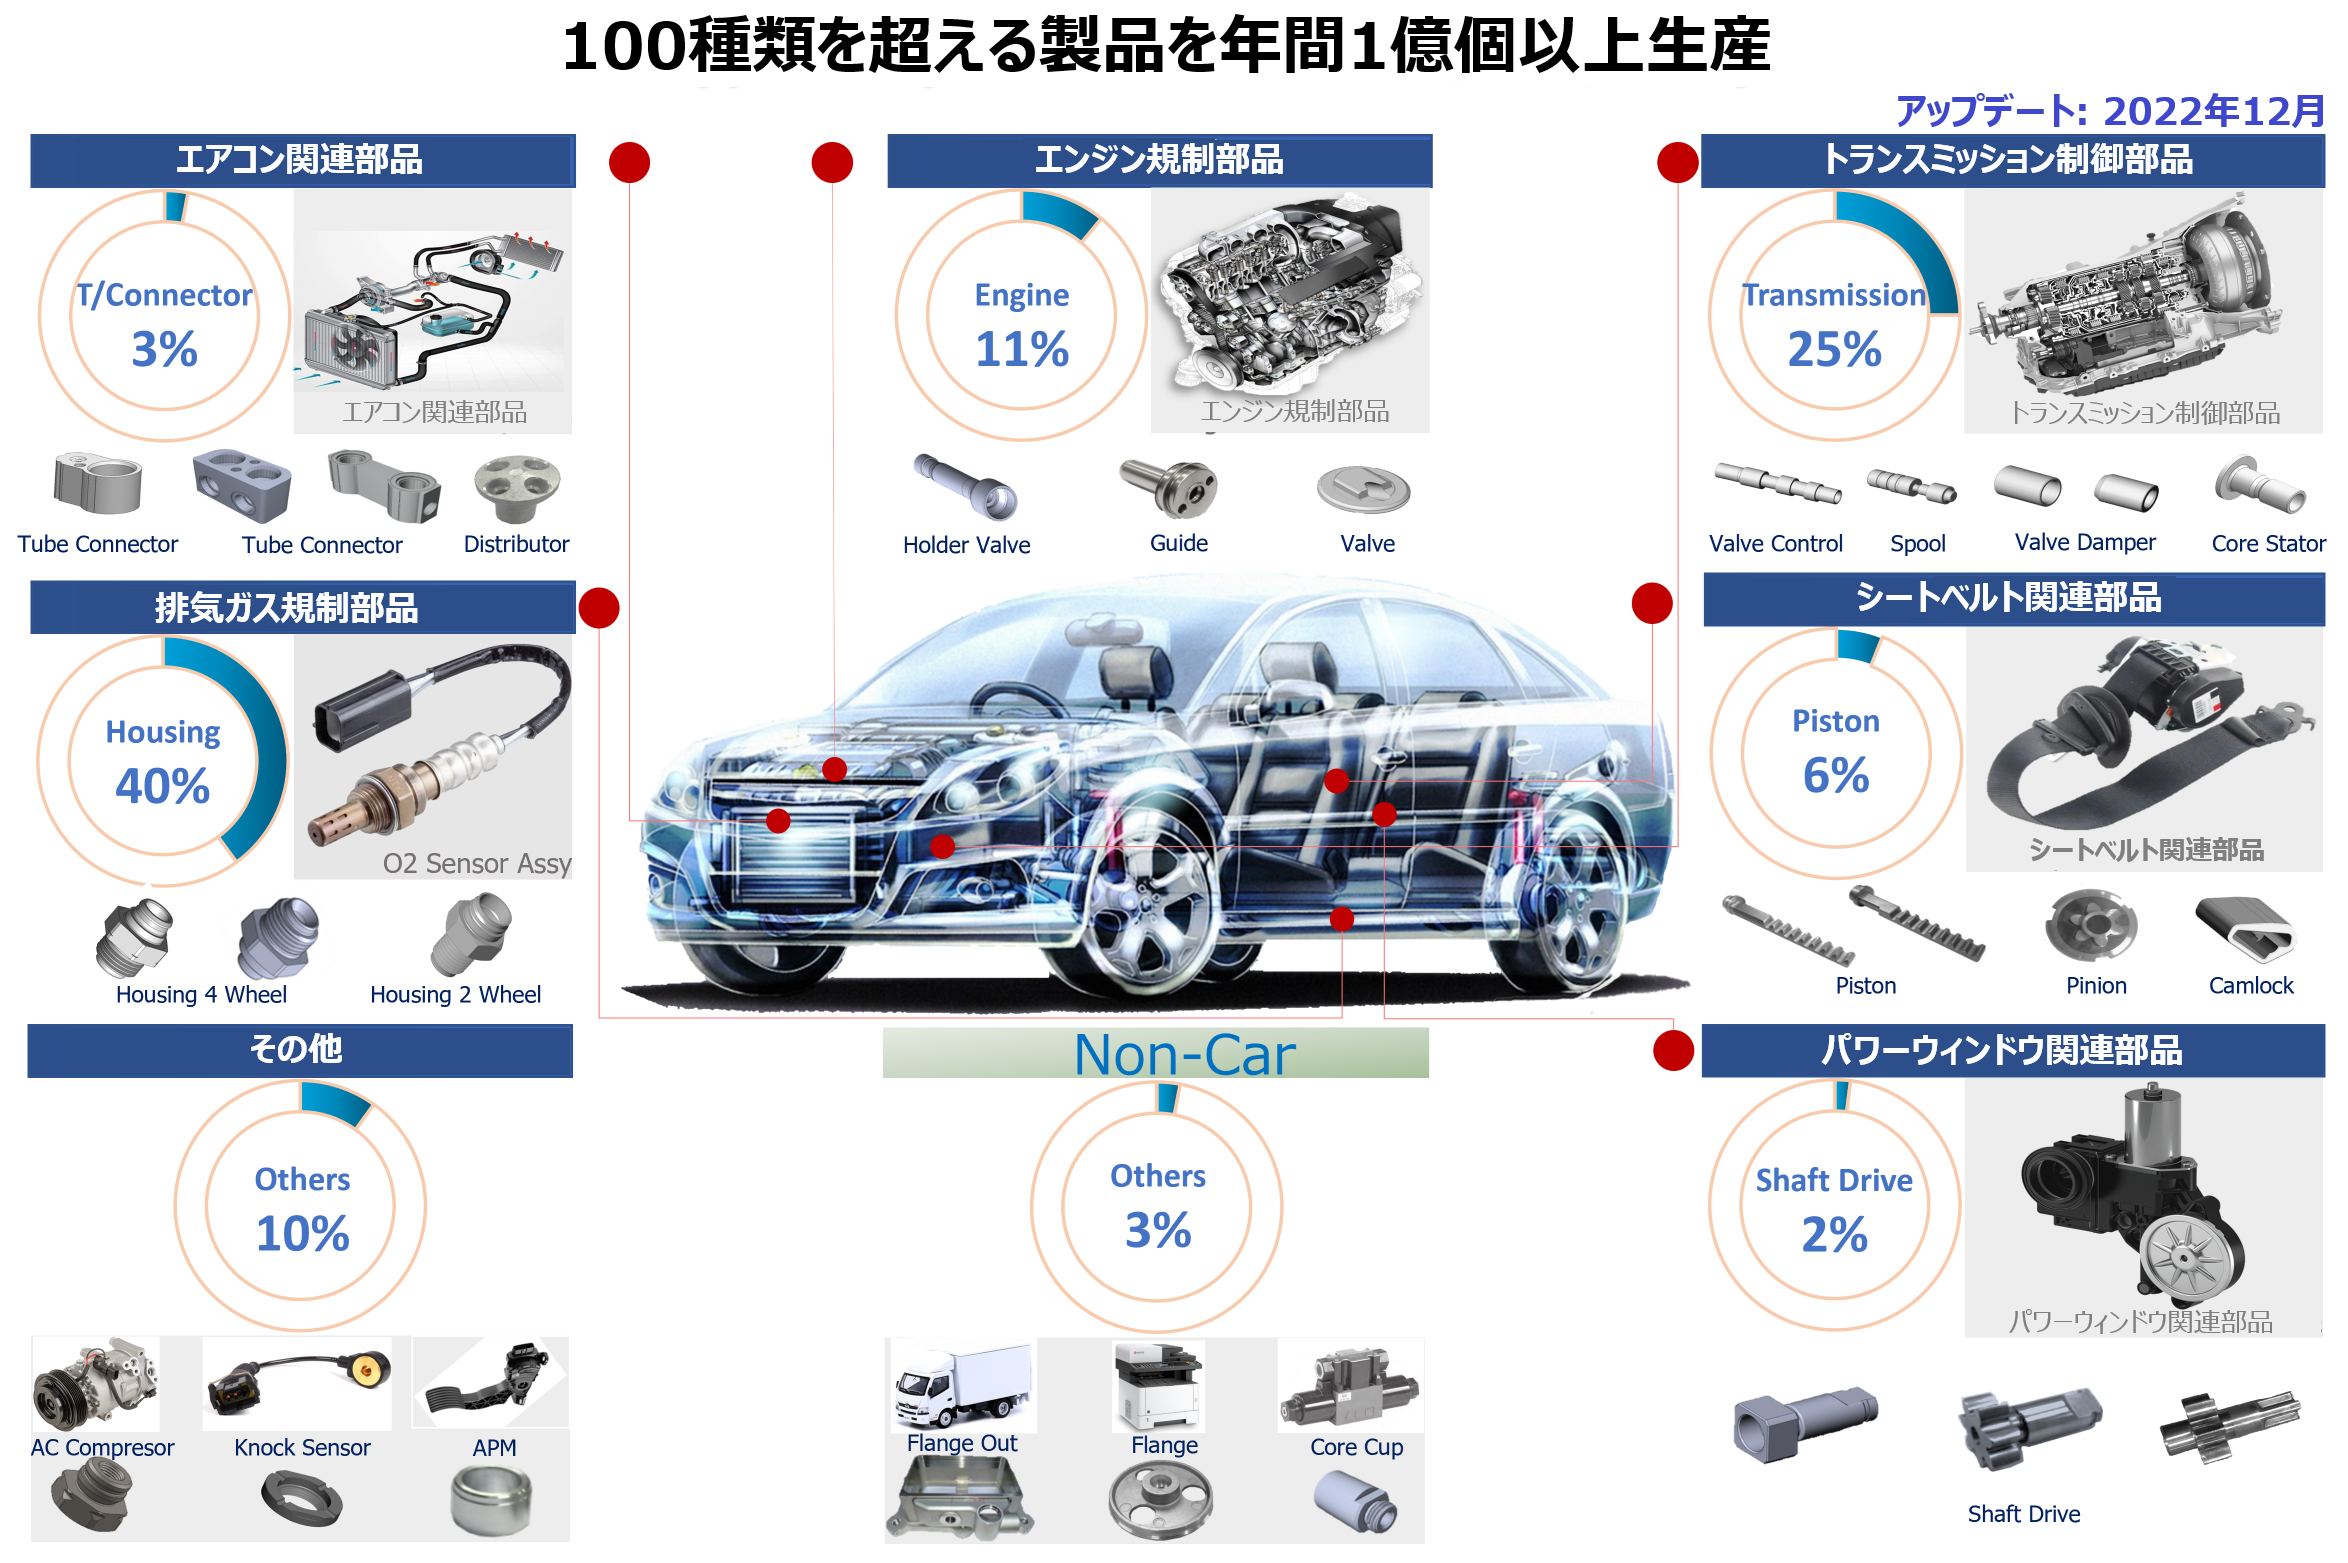 100種類を超える製品を年間1億個以上生産
アップデート: 2022年12月
エアコン関連部品
T/Connector
3%
エアコン関連部品
Tube Connector
Tube Connector
Distributor
エンジン規制部品
Engine
11%
エンジン規制部品
Holder Valve
Guide
Valve
トランスミッション制御部品
Transmission
25%
トランスミッション制御部品
Valve Control
Spool
Valve Damper
Core Stator
排気ガス規制部品
Housing
40%
O2 Sensor Assy
Housing 4 Wheel
Housing 2 Wheel
シートベルト関連部品
Piston
6%
シートベルト関連部品
Piston
Pinion
Camlock
その他
Others
10%
AC Compresor
Knock Sensor
APM
Non-Car
Others
3%
Flange Out
Flange
Core Cup
パワーウィンドウ関連部品
Shaft Drive
2%
パワーウィンドウ関連部品
Shaft Drive